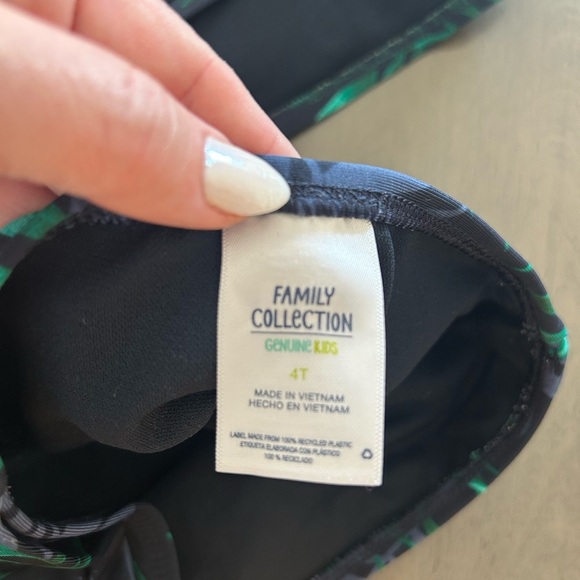 FAMILY
COLLECTION
GENUINE KIDS
4T
MADE IN VIETNAM
HECHO EN VIETNAM
LABEL MADE FROM 100% RECYCLED PLASTIC
ETIQUETA ELABORADA CON PLÁSTICO
100 % RECICLADO